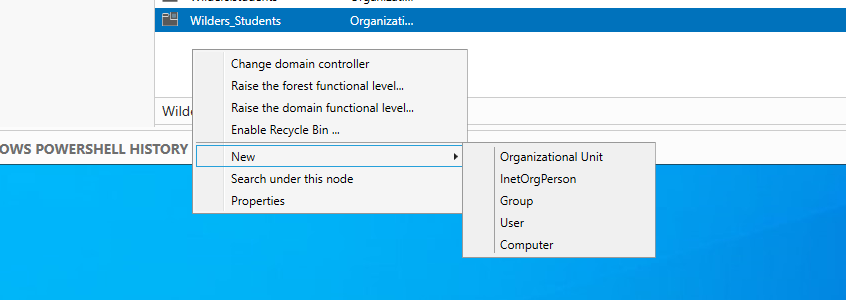 Wilders_Students Organizati...
Change domain controller
Raise the forest functional level...
Raise the domain functional level...
Enable Recycle Bin ...
Wilde
OWS POWERSHELL HISTORY
New
Organizational Unit
Search under this node
InetOrgPerson
Properties
Group
User
Computer